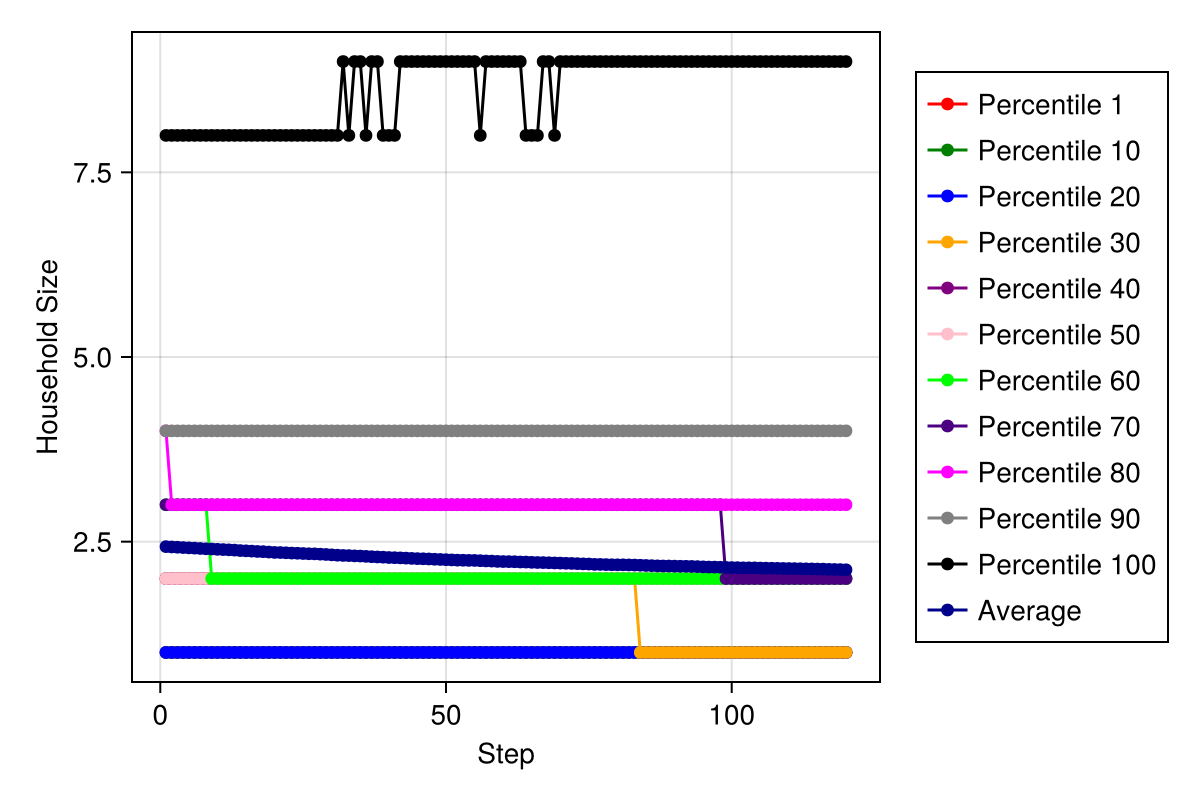 7.5
5.0
2.5
Household Size
0
50
100
Step
Percentile 1
Percentile 10
Percentile 20
Percentile 30
Percentile 40
Percentile 50
Percentile 60
Percentile 70
Percentile 80
Percentile 90
Percentile 100
Average